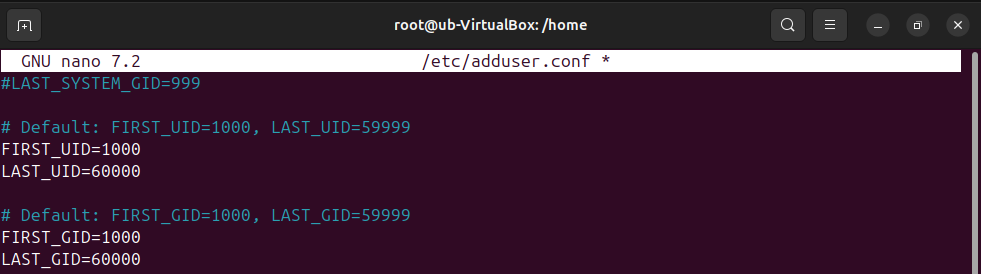 root@ub-VirtualBox: /home
GNU nano 7.2 /etc/adduser.conf *
#LAST_SYSTEM_GID=999
# Default: FIRST_UID=1000, LAST_UID=59999
FIRST_UID=1000
LAST_UID=60000
# Default: FIRST_GID=1000, LAST_GID=59999
FIRST_GID=1000
LAST_GID=60000